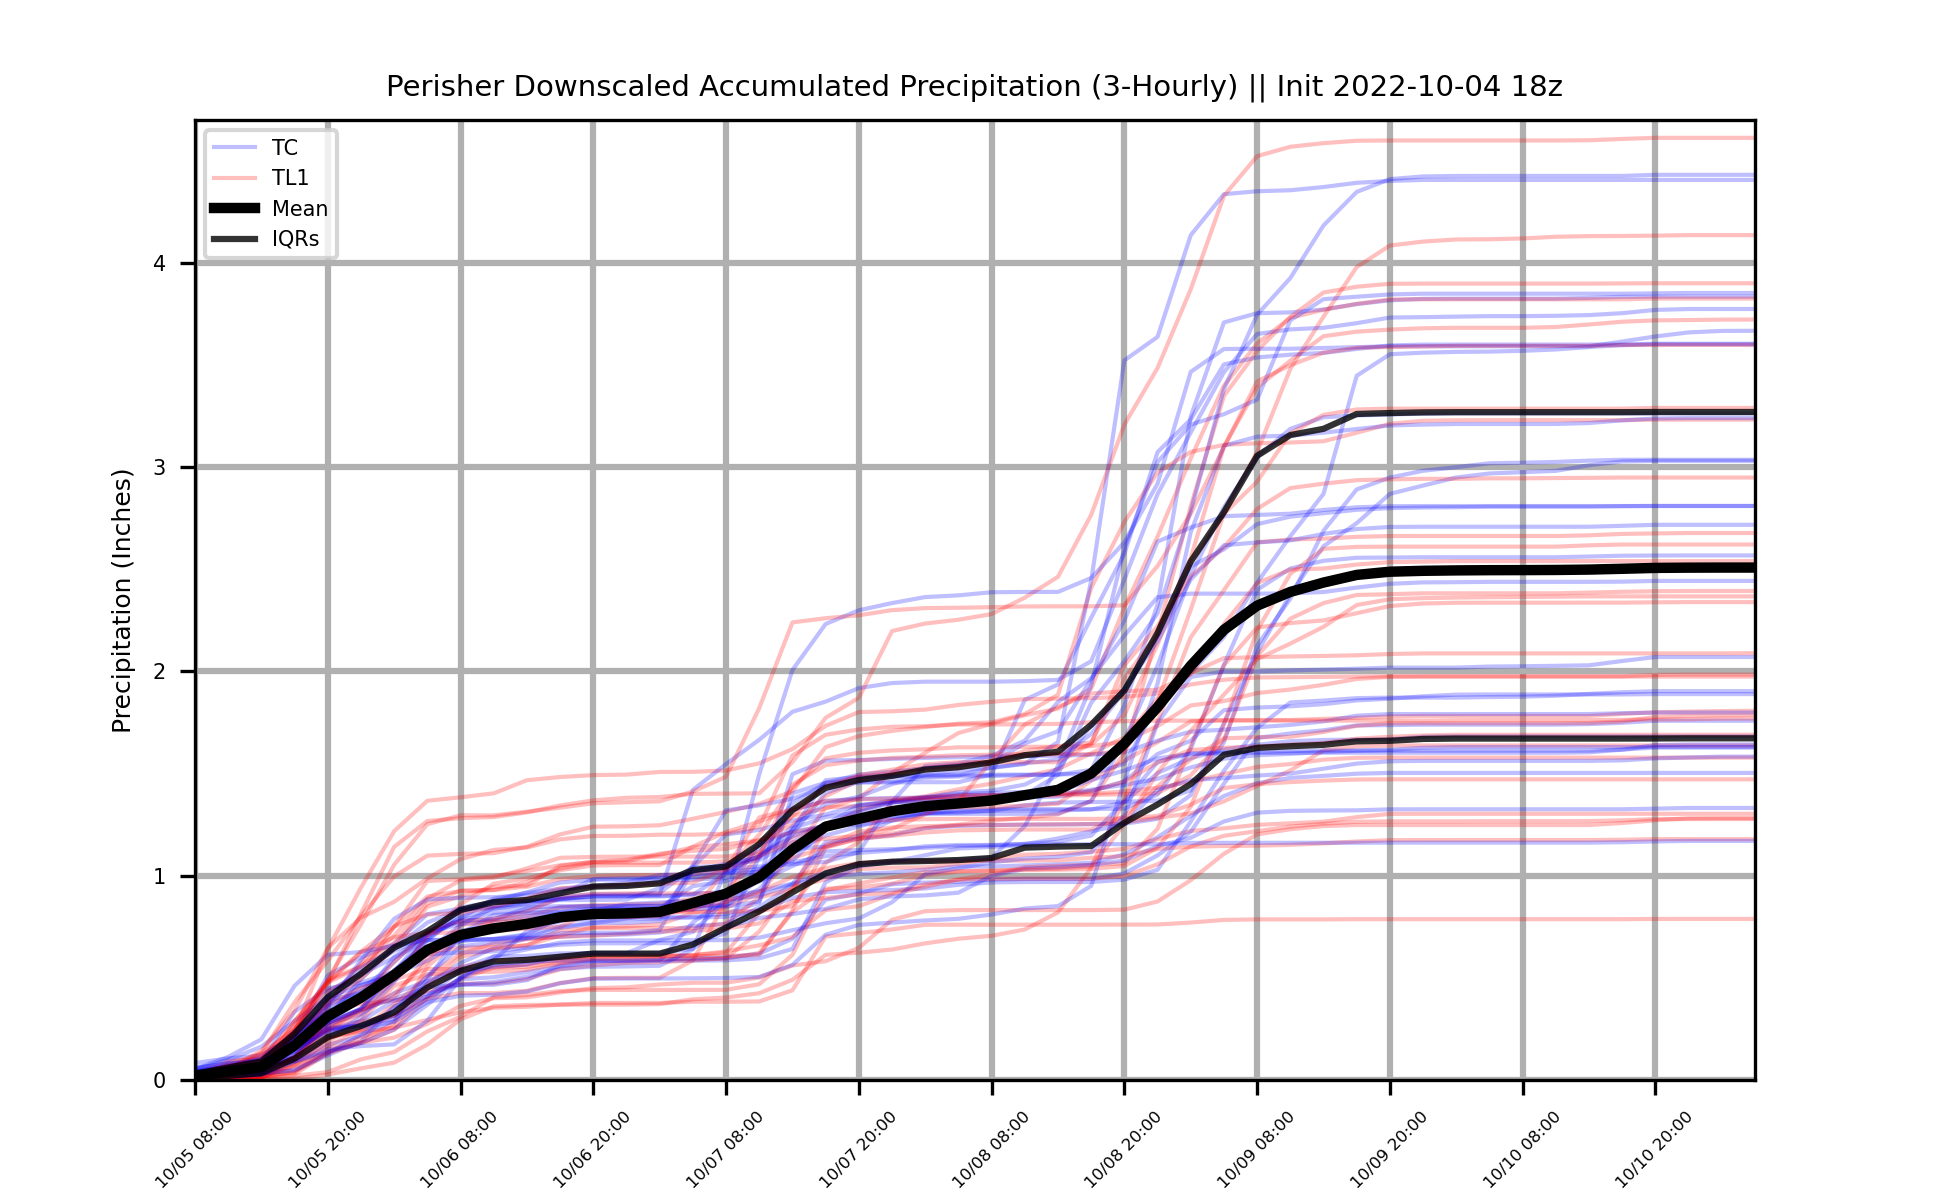 Perisher Downscaled Accumulated Precipitation (3-Hourly) || Init 2022-10-04 18z
TC
TL1
Mean
IQRs
Precipitation (Inches)
4
3
2
1
0
10/05 08:00
10/05 20:00
10/06 08:00
10/06 20:00
10/07 08:00
10/07 20:00
10/08 08:00
10/08 20:00
10/09 08:00
10/09 20:00
10/10 08:00
10/10 20:00